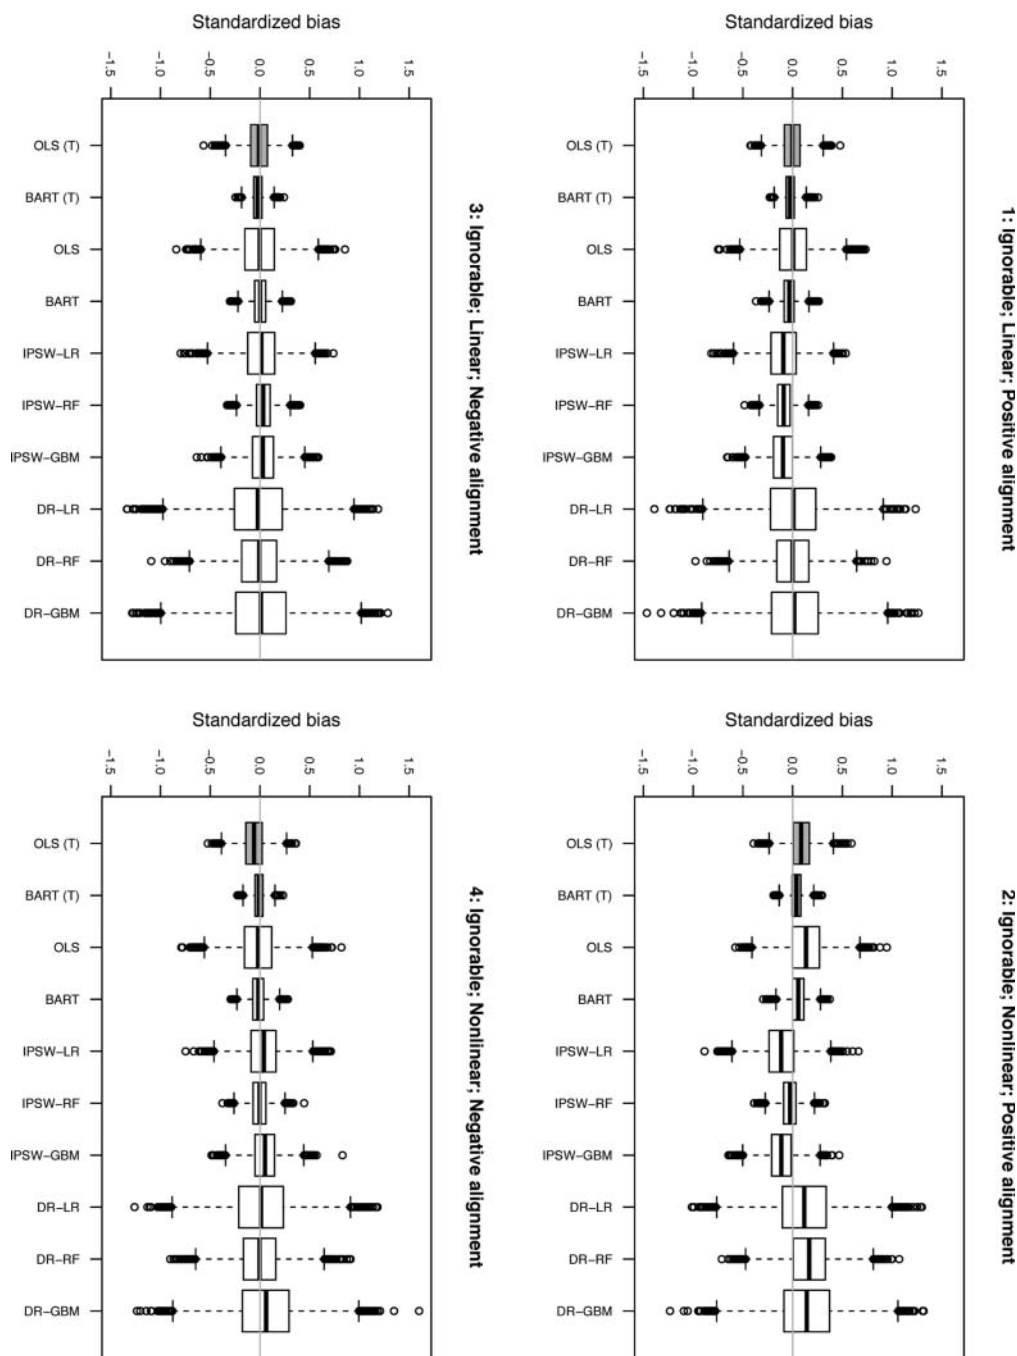 1: Ignorable; Linear; Positive alignment
Standardized bias
-1.5
-1.0
-0.5
0.0
0.5
1.0
1.5
OLS (T)
BART (T)
OLS
BART
IPSW-LR
IPSW-RF
IPSW-GBM
DR-LR
DR-RF
DR-GBM
2: Ignorable; Nonlinear; Positive alignment
Standardized bias
-1.5
-1.0
-0.5
0.0
0.5
1.0
1.5
OLS (T)
BART (T)
OLS
BART
IPSW-LR
IPSW-RF
IPSW-GBM
DR-LR
DR-RF
DR-GBM
3: Ignorable; Linear; Negative alignment
Standardized bias
-1.5
-1.0
-0.5
0.0
0.5
1.0
1.5
OLS (T)
BART (T)
OLS
BART
IPSW-LR
IPSW-RF
IPSW-GBM
DR-LR
DR-RF
DR-GBM
4: Ignorable; Nonlinear; Negative alignment
Standardized bias
-1.5
-1.0
-0.5
0.0
0.5
1.0
1.5
OLS (T)
BART (T)
OLS
BART
IPSW-LR
IPSW-RF
IPSW-GBM
DR-LR
DR-RF
DR-GBM